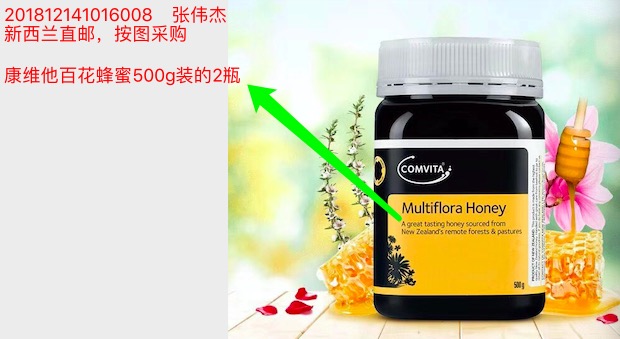 201812141016008 张伟杰
新西兰直邮，按图采购
康维他百花蜂蜜500g装的2瓶
COMVITA
Multiflora Honey
A great tasting honey sourced from
New Zealand's remote forests & pastures
500 g